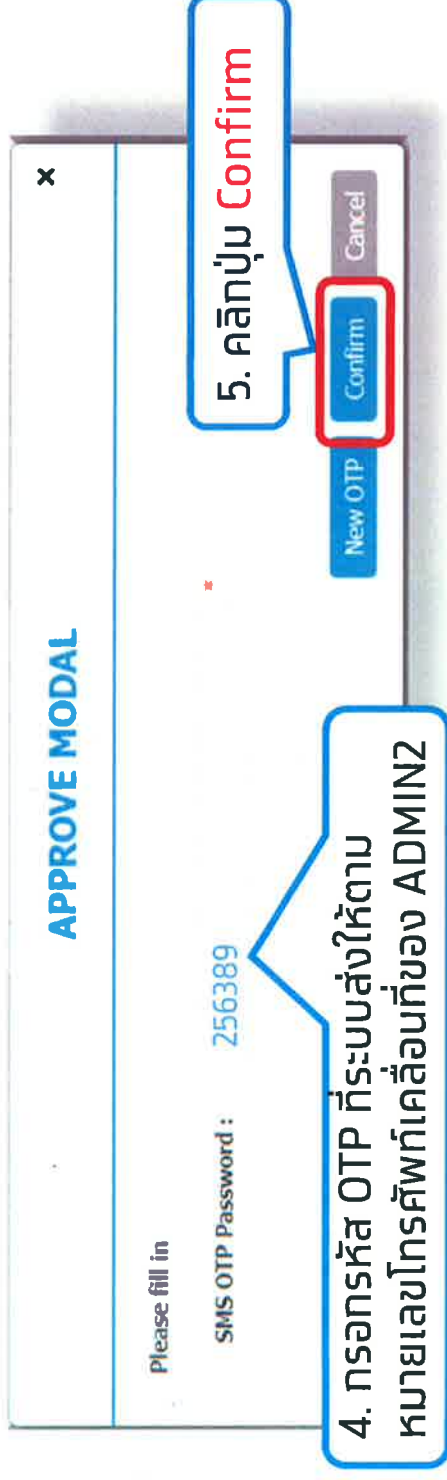 APPROVE MODAL
×
Please fill in
SMS OTP Password :
256389
*
4. กรอกรหัส OTP ที่ระบบส่งให้ตาม
หมายเลขโทรศัพท์เคลื่อนที่ของ ADMIN2
5. คลิกปุ่ม Confirm
New OTP
Confirm
Cancel